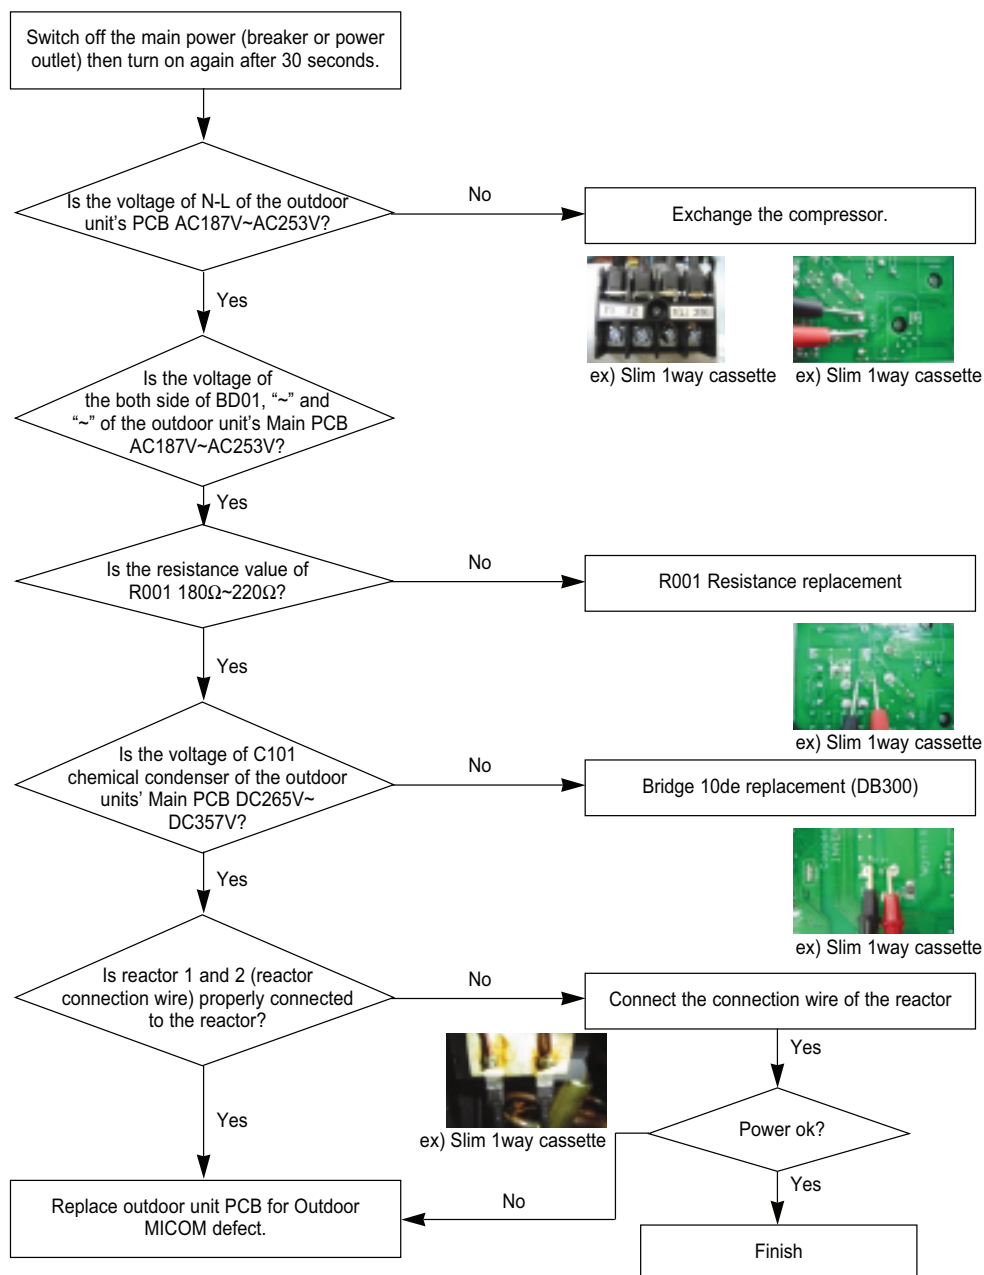 Switch off the main power (breaker or power
outlet) then turn on again after 30 seconds.
Is the voltage of N-L of the outdoor
unit's PCB AC187V~AC253V?
No
Exchange the compressor.
ex) Slim 1way cassette
ex) Slim 1way cassette
Yes
Is the voltage of
the both side of BD01, “~” and
“~” of the outdoor unit's Main PCB
AC187V~AC253V?
Yes
Is the resistance value of
R001 180Ω~220Ω?
No
R001 Resistance replacement
ex) Slim 1way cassette
Yes
Is the voltage of C101
chemical condenser of the outdoor
units’ Main PCB DC265V~
DC357V?
No
Bridge 10de replacement (DB300)
ex) Slim 1way cassette
Yes
Is reactor 1 and 2 (reactor
connection wire) properly connected
to the reactor?
No
Connect the connection wire of the reactor
Yes
ex) Slim 1way cassette
Power ok?
Yes
No
Yes
Replace outdoor unit PCB for Outdoor
MICOM defect.
Finish